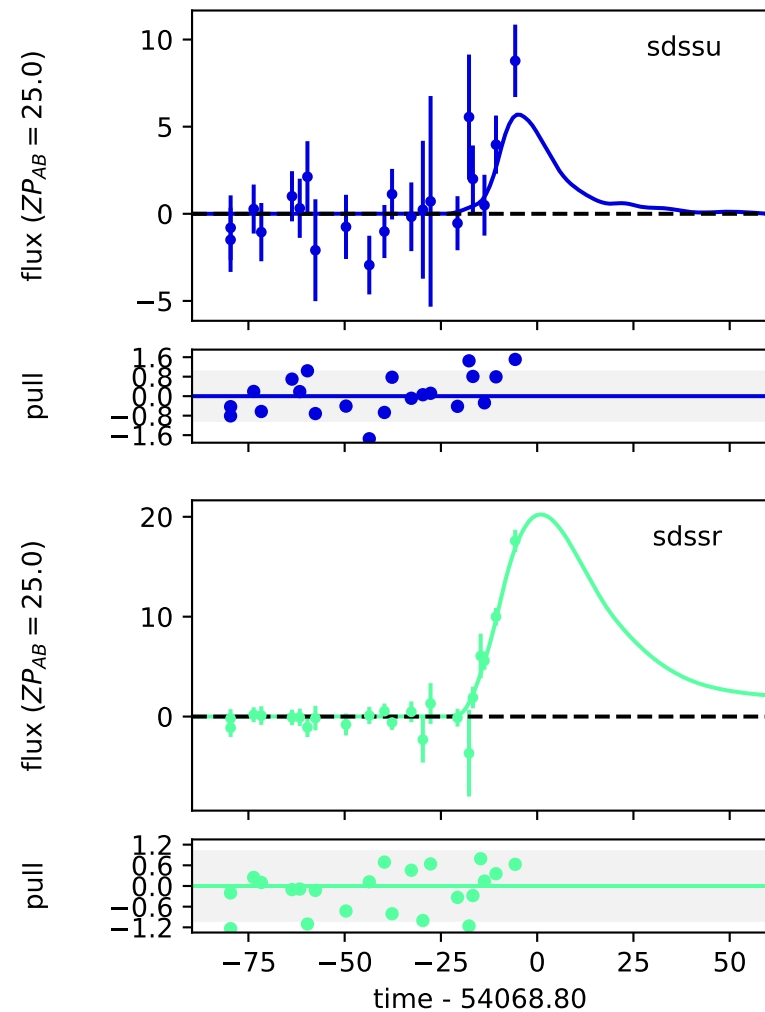 10
5
0
−5
flux (ZP_AB = 25.0)
sdssu
1.6
0.8
0.0
−0.8
−1.6
pull
20
10
0
flux (ZP_AB = 25.0)
sdssr
1.2
0.6
0.0
−0.6
−1.2
pull
−75 −50 −25 0 25 50
time - 54068.80